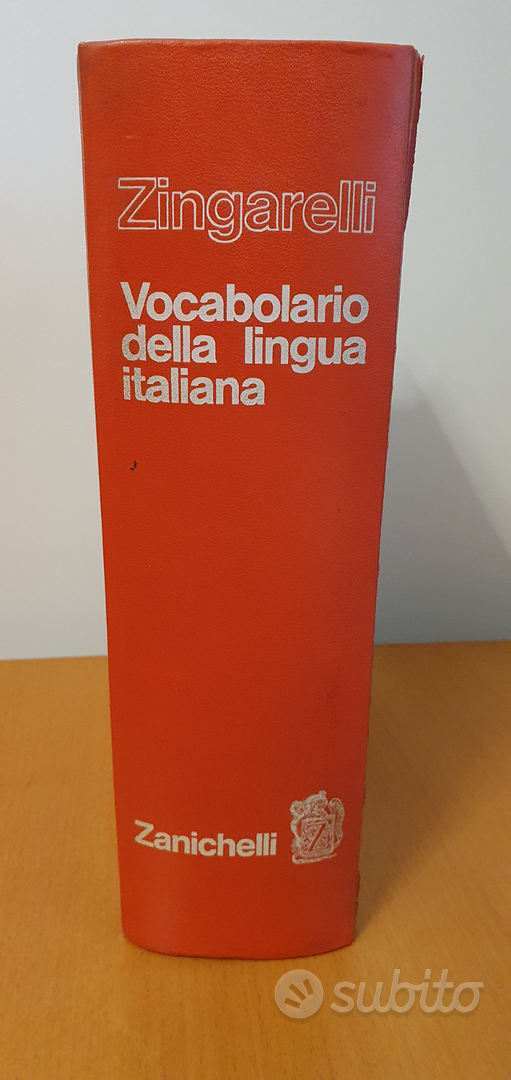 Zingarelli
Vocabolario
della lingua
italiana
Zanichelli
Z
subito